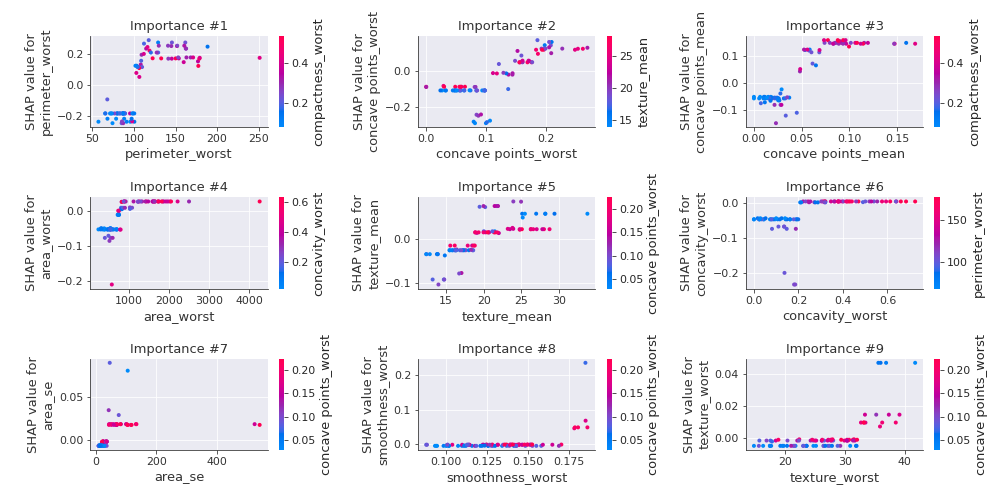 Importance #1
SHAP value for
perimeter_worst
0.2
0.0
−0.2
50
100
150
200
250
perimeter_worst
0.4
0.2
compactness_worst
Importance #2
SHAP value for
concave points_worst
0.0
−0.2
0.0
0.1
0.2
concave points_worst
25
20
15
texture_mean
Importance #3
SHAP value for
concave points_mean
0.1
0.0
−0.1
0.00
0.05
0.10
0.15
concave points_mean
0.4
0.2
compactness_worst
Importance #4
SHAP value for
area_worst
0.0
−0.1
−0.2
1000
2000
3000
4000
area_worst
0.6
0.4
0.2
concavity_worst
Importance #5
SHAP value for
texture_mean
0.0
−0.1
15
20
25
30
texture_mean
0.20
0.15
0.10
0.05
concave points_worst
Importance #6
SHAP value for
concavity_worst
0.0
−0.1
−0.2
0.0
0.2
0.4
0.6
concavity_worst
150
100
perimeter_worst
Importance #7
SHAP value for
area_se
0.05
0.00
0
200
400
area_se
0.20
0.15
0.10
0.05
concave points_worst
Importance #8
SHAP value for
smoothness_worst
0.2
0.1
0.0
0.100
0.125
0.150
0.175
smoothness_worst
0.20
0.15
0.10
0.05
concave points_worst
Importance #9
SHAP value for
texture_worst
0.04
0.02
0.00
20
30
40
texture_worst
0.20
0.15
0.10
0.05
concave points_worst